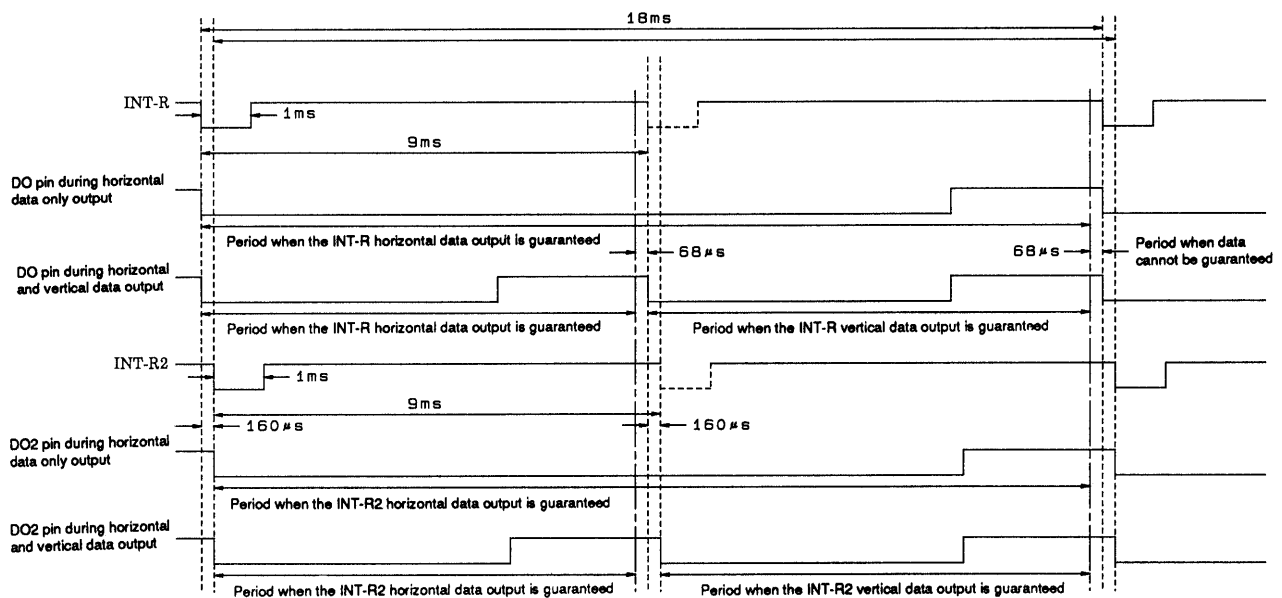 18ms
INT-R
1ms
9ms
DO pin during horizontal
data only output
Period when the INT-R horizontal data output is guaranteed
68μs
68μs
Period when data
cannot be guaranteed
DO pin during horizontal
and vertical data output
Period when the INT-R horizontal data output is guaranteed
Period when the INT-R vertical data output is guarantned
INT-R2
1ms
9ms
160μs
160μs
DO2 pin during horizontal
data only output
Period when the INT-R2 horizontal data output is guaranteed
DO2 pin during horizontal
and vertical data output
Period when the INT-R2 horizontal data output is guaranteed
Period when the INT-R2 vertical data output is guaranteed